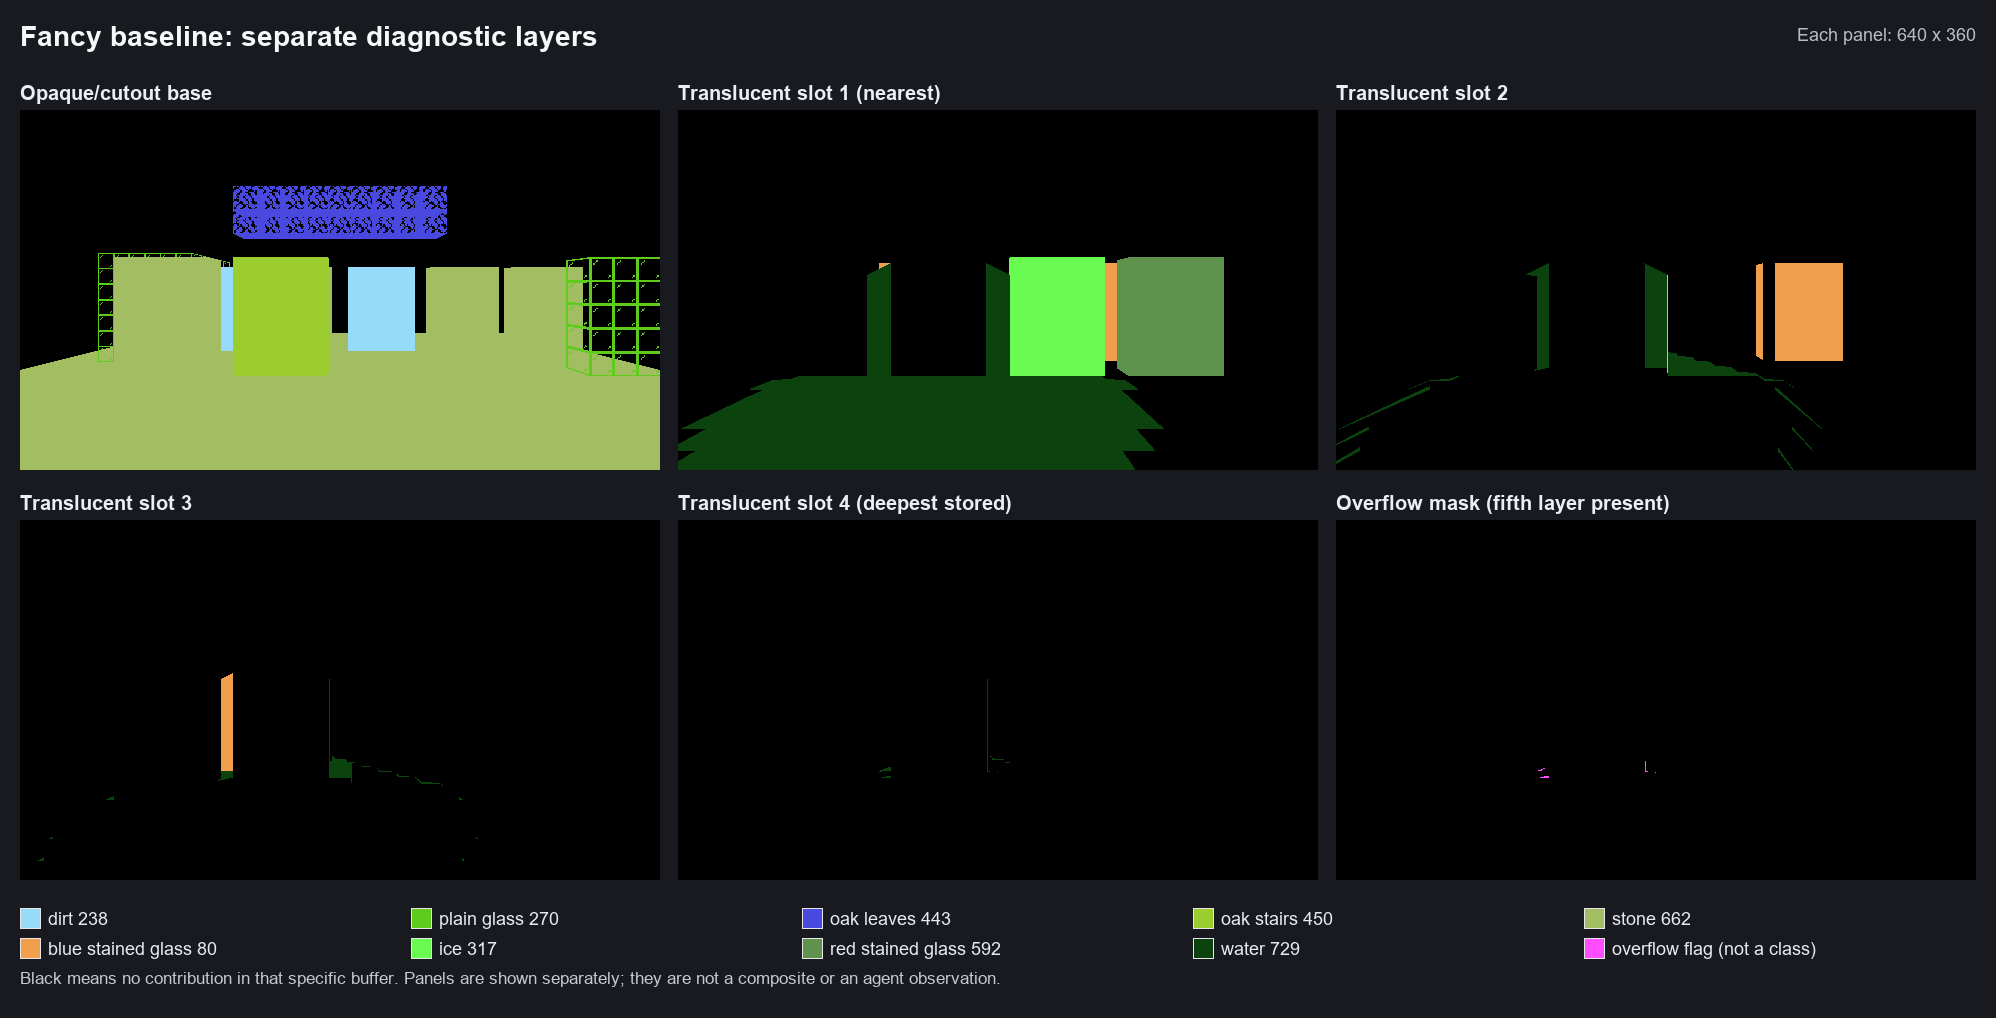 Fancy baseline: separate diagnostic layers
Each panel: 640 x 360
Opaque/cutout base
Translucent slot 1 (nearest)
Translucent slot 2
Translucent slot 3
Translucent slot 4 (deepest stored)
Overflow mask (fifth layer present)
dirt 238
plain glass 270
oak leaves 443
oak stairs 450
stone 662
blue stained glass 80
ice 317
red stained glass 592
water 729
overflow flag (not a class)
Black means no contribution in that specific buffer. Panels are shown separately; they are not a composite or an agent observation.